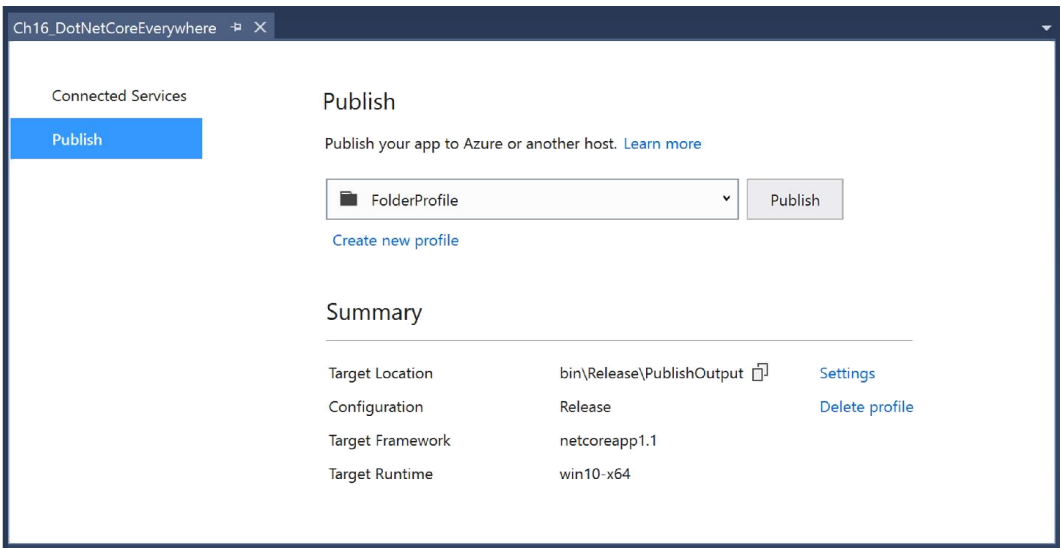 Ch16_DotNetCoreEverywhere
Connected Services
Publish
Publish
Publish your app to Azure or another host. Learn more
FolderProfile
Publish
Create new profile
Summary
Target Location bin\Release\PublishOutput Settings
Configuration Release Delete profile
Target Framework netcoreapp1.1
Target Runtime win10-x64